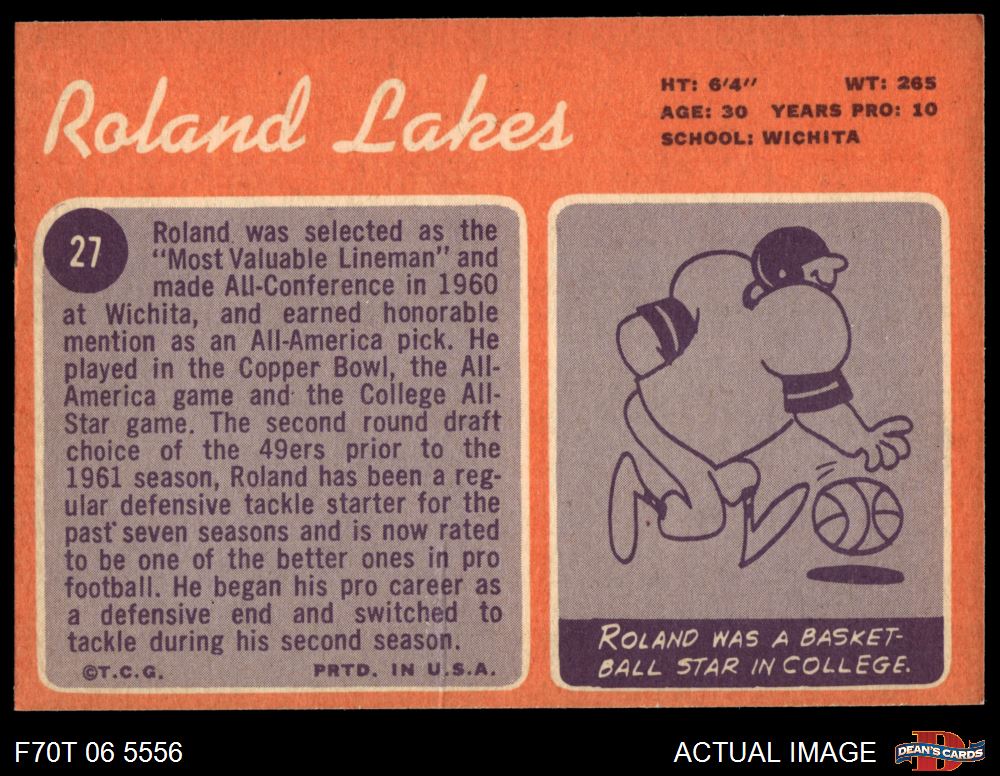 Roland Lakes
HT: 6'4" WT: 265
AGE: 30 YEARS PRO: 10
SCHOOL: WICHITA
27
Roland was selected as the
"Most Valuable Lineman" and
made All-Conference in 1960
at Wichita, and earned honorable
mention as an All-America pick. He
played in the Copper Bowl, the All-
America game and the College All-
Star game. The second round draft
choice of the 49ers prior to the
1961 season, Roland has been a reg-
ular defensive tackle starter for the
past seven seasons and is now rated
to be one of the better ones in pro
football. He began his pro career as
a defensive end and switched to
tackle during his second season.
©T.C.G. PRTD. IN U.S.A.
ROLAND WAS A BASKET-
BALL STAR IN COLLEGE.
F70T 06 5556
ACTUAL IMAGE
D
DEAN'S CARDS